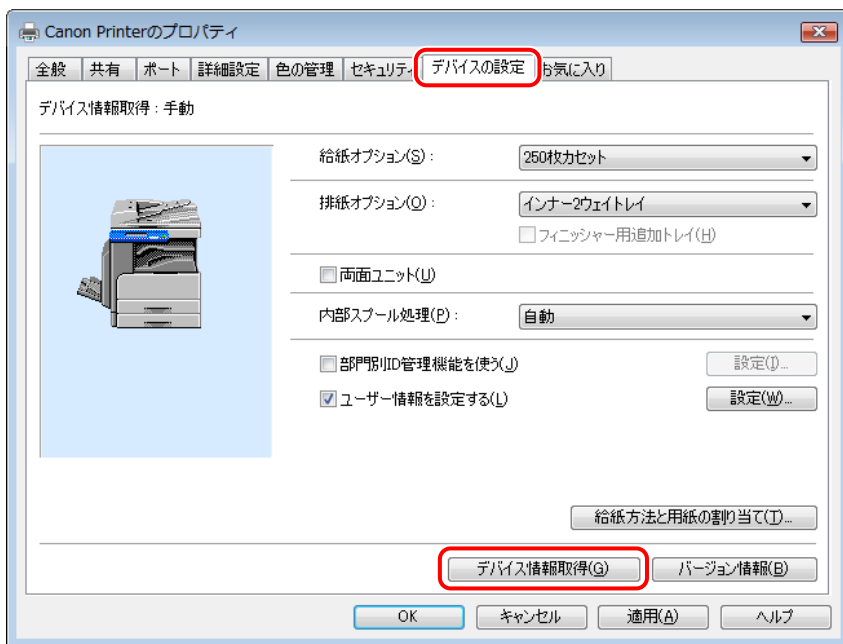 Canon Printerのプロパティ
全般 共有 ポート 詳細設定 色の管理 セキュリティ デバイスの設定 お気に入り
デバイス情報取得：手動
給紙オプション(S)： 250枚カセット
排紙オプション(O)： インナー2ウェイトレイ
フィニッシャー用追加トレイ(H)
両面ユニット(U)
内部スプール処理(P)： 自動
部門別ID管理機能を使う(J) 設定(I)...
ユーザー情報を設定する(L) 設定(W)...
給紙方法と用紙の割り当て(T)...
デバイス情報取得(G) バージョン情報(B)
OK キャンセル 適用(A) ヘルプ